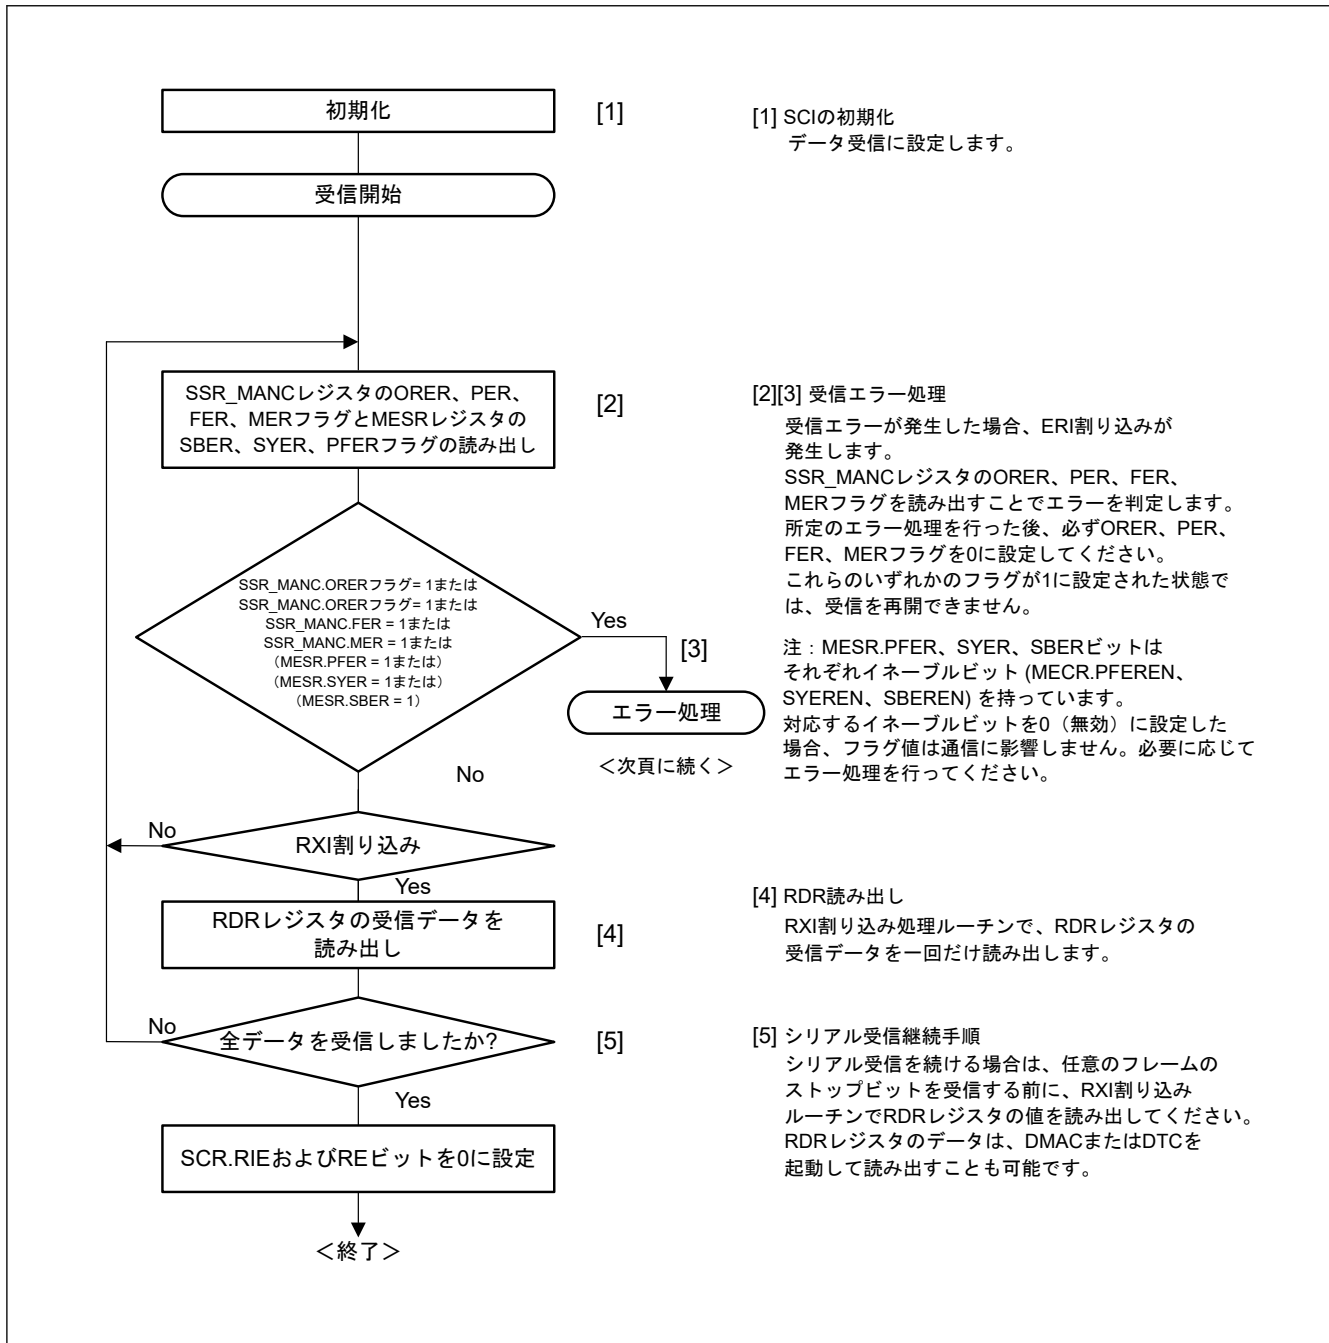 初期化
[1]
[1] SCIの初期化
データ受信に設定します。
受信開始
SSR_MANCレジスタのORER、PER、
FER、MERフラグとMESRレジスタの
SBER、SYER、PFERフラグの読み出し
[2]
[2][3] 受信エラー処理
受信エラーが発生した場合、ERI割り込みが
発生します。
SSR_MANCレジスタのORER、PER、FER、
MERフラグを読み出すことでエラーを判定します。
所定のエラー処理を行った後、必ずORER、PER、
FER、MERフラグを0に設定してください。
これらのいずれかのフラグが1に設定された状態で
は、受信を再開できません。
注：MESR.PFER、SYER、SBERビットは
それぞれイネーブルビット (MECR.PFEREN、
SYEREN、SBEREN) を持っています。
対応するイネーブルビットを0（無効）に設定した
場合、フラグ値は通信に影響しません。必要に応じて
エラー処理を行ってください。
SSR_MANC.ORERフラグ= 1または
SSR_MANC.ORERフラグ= 1または
SSR_MANC.FER = 1または
SSR_MANC.MER = 1または
（MESR.PFER = 1または）
（MESR.SYER = 1または）
（MESR.SBER = 1）
Yes
[3]
エラー処理
＜次頁に続く＞
No
RXI割り込み
No
Yes
RDRレジスタの受信データを
読み出し
[4]
[4] RDR読み出し
RXI割り込み処理ルーチンで、RDRレジスタの
受信データを一回だけ読み出します。
No
全データを受信しましたか?
[5]
[5] シリアル受信継続手順
シリアル受信を続ける場合は、任意のフレームの
ストップビットを受信する前に、RXI割り込み
ルーチンでRDRレジスタの値を読み出してください。
RDRレジスタのデータは、DMACまたはDTCを
起動して読み出すことも可能です。
Yes
SCR.RIEおよびREビットを0に設定
＜終了＞